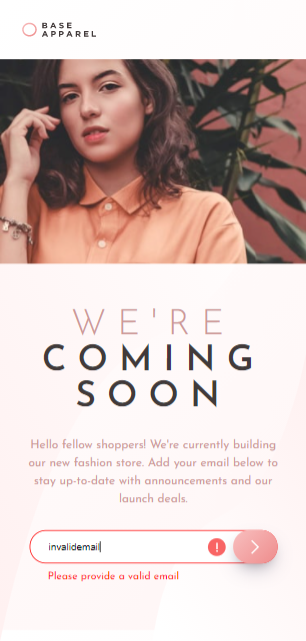 BASE
APPAREL
WE'RE
COMING
SOON
Hello fellow shoppers! We're currently building
our new fashion store. Add your email below to
stay up-to-date with announcements and our
launch deals.
invalidemail
Please provide a valid email